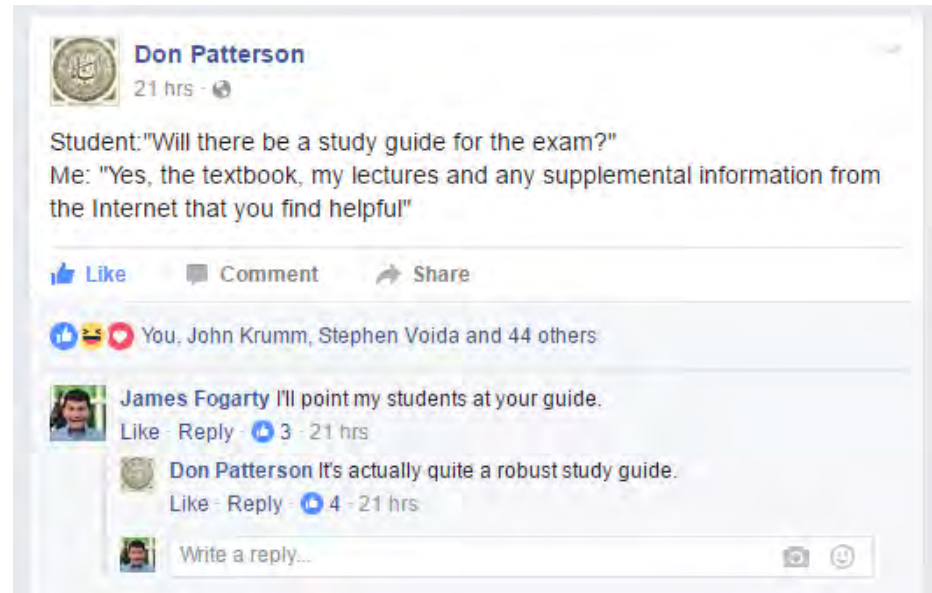 Don Patterson
21 hrs ·
Student:"Will there be a study guide for the exam?"
Me: "Yes, the textbook, my lectures and any supplemental information from
the Internet that you find helpful"
Like Comment Share
You, John Krumm, Stephen Voida and 44 others
James Fogarty I'll point my students at your guide.
Like · Reply · 3 · 21 hrs
Don Patterson It's actually quite a robust study guide.
Like · Reply · 4 · 21 hrs
Write a reply...